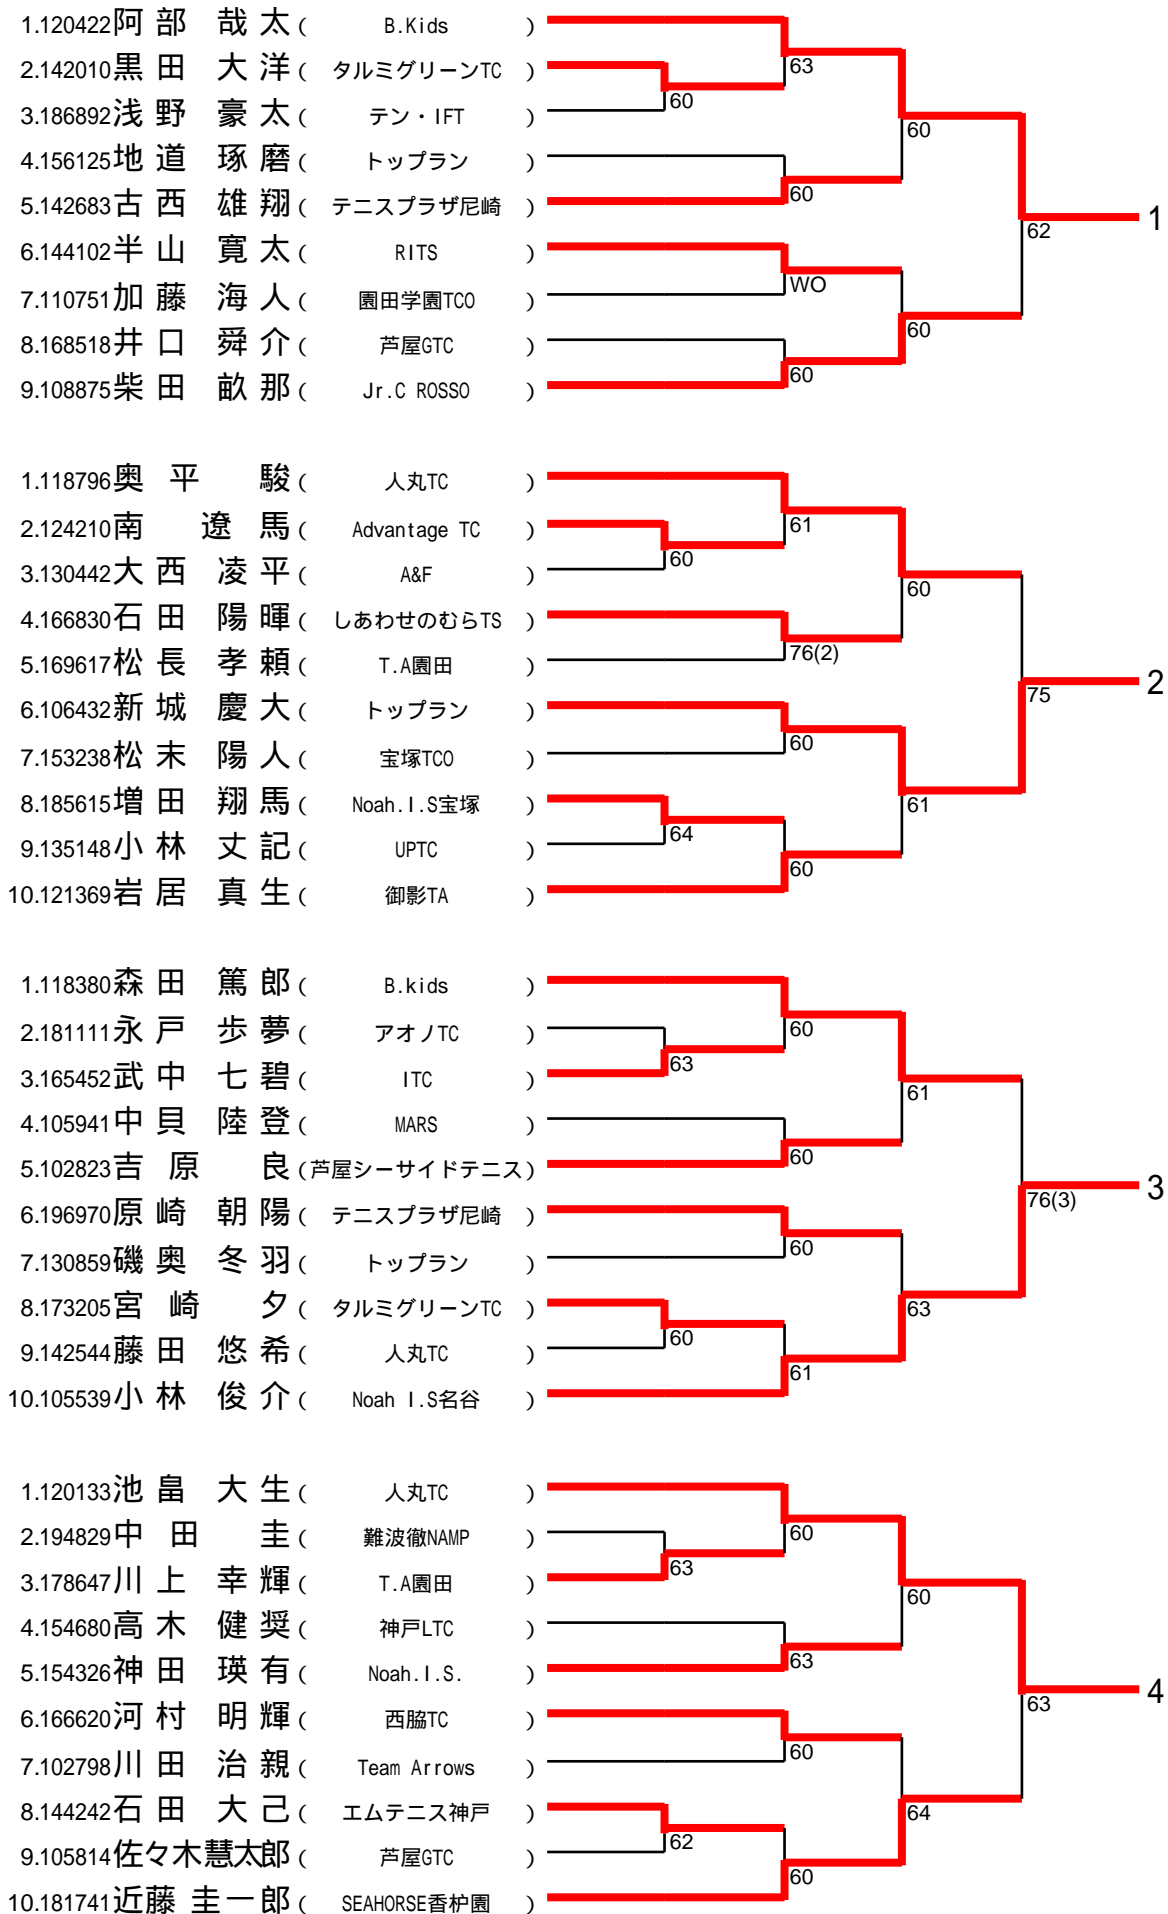 1.120422阿部 哉太( B.Kids )
63
2.142010黒田 大洋( タルミグリーンTC )
60
3.186892浅野 豪太( テン・IFT )
60
4.156125地道 琢磨( トップラン )
60
5.142683古西 雄翔( テニスプラザ尼崎 )
62 1
6.144102半山 寛太( RITS )
WO
7.110751加藤 海人( 園田学園TCO )
60
8.168518井口 舜介( 芦屋GTC )
60
9.108875柴田 畝那( Jr.C ROSSO )
1.118796奥平 駿( 人丸TC )
61
2.124210南 遼馬( Advantage TC )
60
3.130442大西 凌平( A&F )
60
4.166830石田 陽暉( しあわせのむらTS )
76(2)
5.169617松長 孝頼( T.A園田 )
75 2
6.106432新城 慶大( トップラン )
60
7.153238松末 陽人( 宝塚TCO )
61
8.185615増田 翔馬( Noah.I.S宝塚 )
64
9.135148小林 丈記( UPTC )
60
10.121369岩居 真生( 御影TA )
1.118380森田 篤郎( B.kids )
60
2.181111永戸 歩夢( アオノTC )
63
3.165452武中 七碧( ITC )
61
4.105941中貝 陸登( MARS )
60
5.102823吉原 良(芦屋シーサイドテニス)
76(3) 3
6.196970原崎 朝陽( テニスプラザ尼崎 )
60
7.130859磯奥 冬羽( トップラン )
63
8.173205宮崎 夕( タルミグリーンTC )
60
9.142544藤田 悠希( 人丸TC )
61
10.105539小林 俊介( Noah I.S名谷 )
1.120133池畠 大生( 人丸TC )
60
2.194829中田 圭( 難波徹NAMP )
63
3.178647川上 幸輝( T.A園田 )
60
4.154680高木 健奨( 神戸LTC )
63
5.154326神田 瑛有( Noah.I.S. )
63 4
6.166620河村 明輝( 西脇TC )
60
7.102798川田 治親( Team Arrows )
64
8.144242石田 大己( エムテニス神戸 )
62
9.105814佐々木慧太郎( 芦屋GTC )
60
10.181741近藤 圭一郎( SEAHORSE香枦園 )